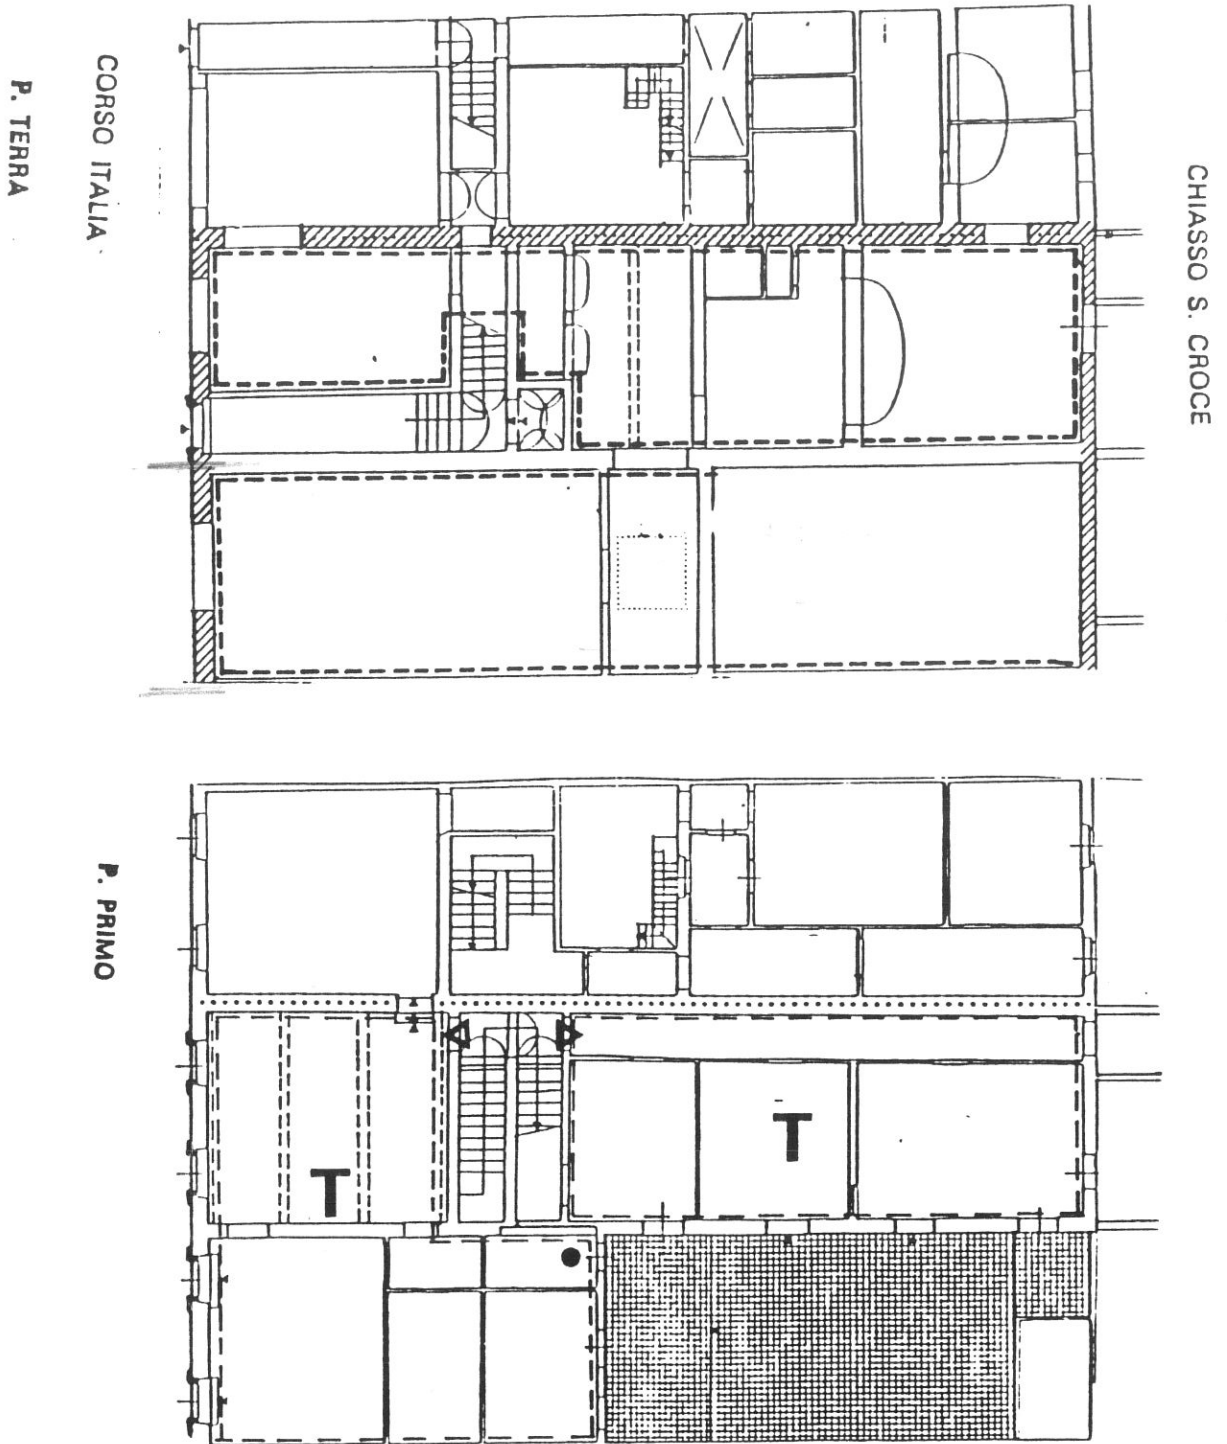 CORSO ITALIA
P. TERRA
CHIASSO S. CROCE
P. PRIMO
T
T